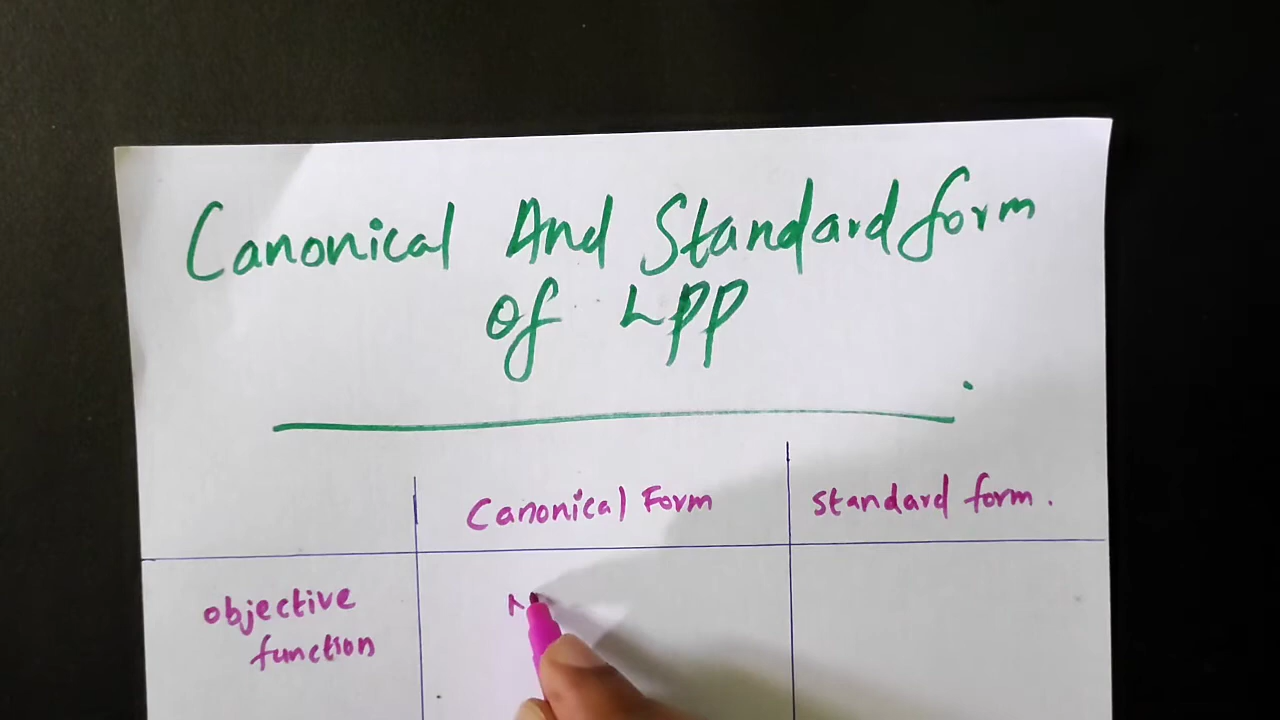 Canonical And Standard form
of LPP
Canonical Form
Standard form.
objective
function